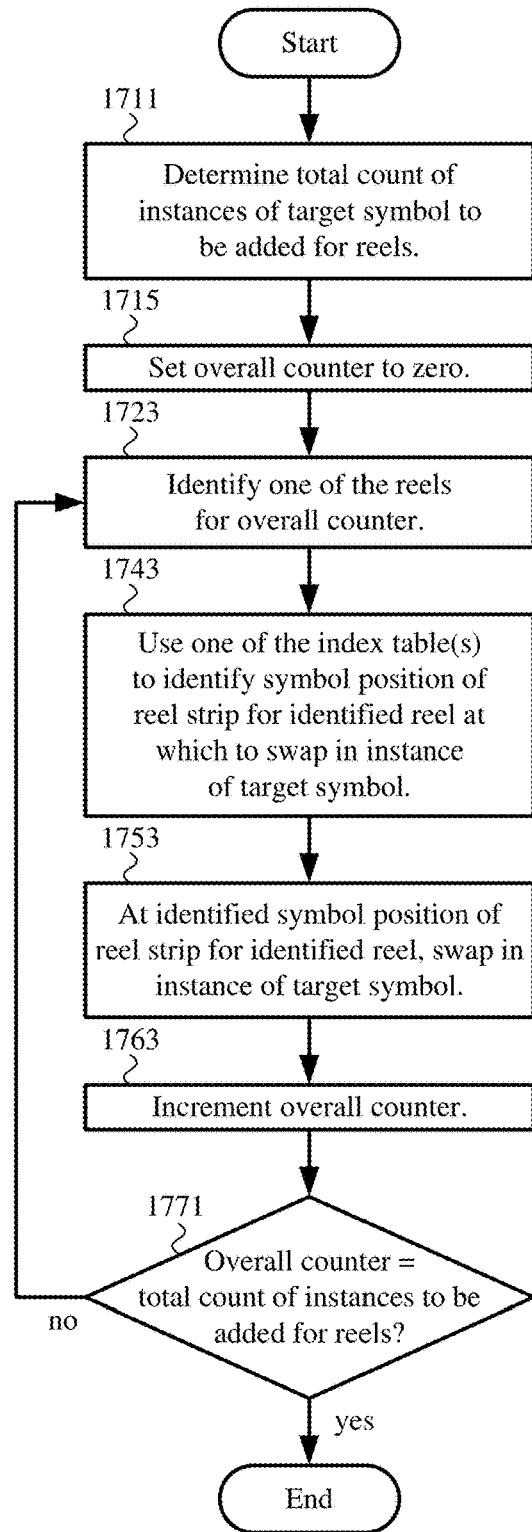 Start
1711
Determine total count of
instances of target symbol to
be added for reels.
1715
Set overall counter to zero.
1723
Identify one of the reels
for overall counter.
1743
Use one of the index table(s)
to identify symbol position of
reel strip for identified reel at
which to swap in instance
of target symbol.
1753
At identified symbol position of
reel strip for identified reel, swap in
instance of target symbol.
1763
Increment overall counter.
1771
Overall counter =
total count of instances to be
added for reels?
no
yes
End